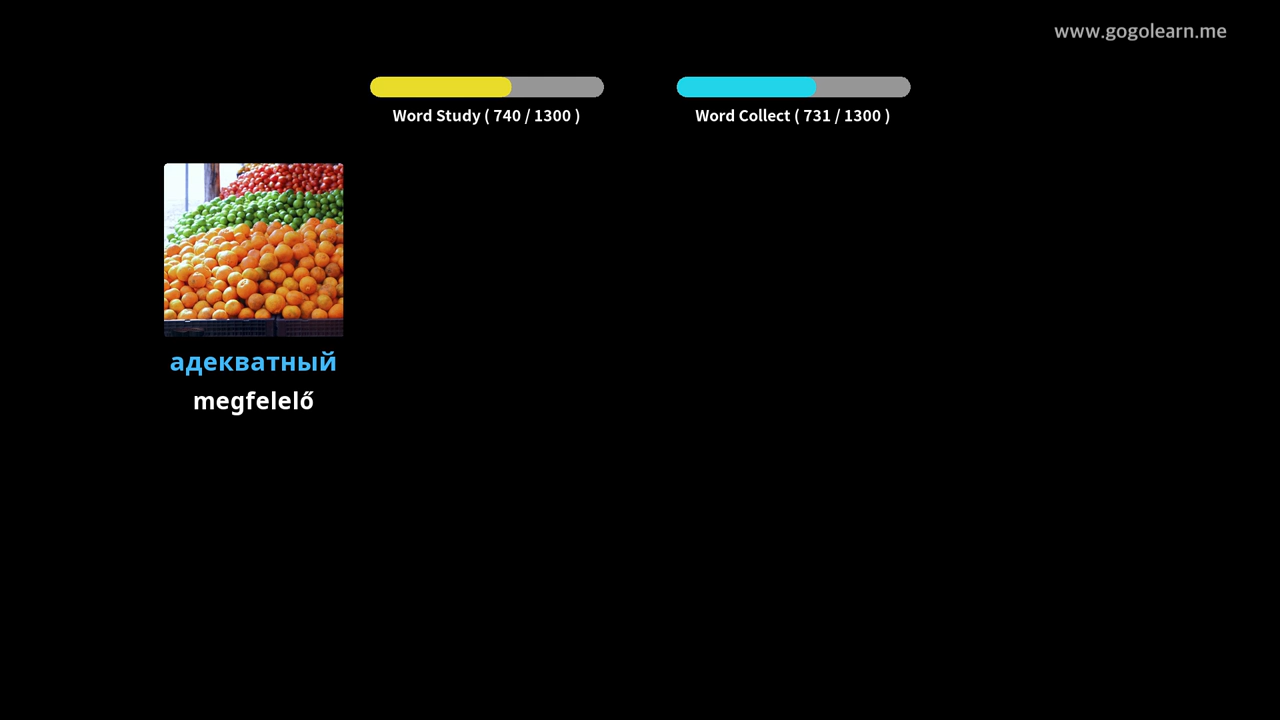 www.gogolearn.me
Word Study ( 740 / 1300 )
Word Collect ( 731 / 1300 )
адекватный
megfelelő